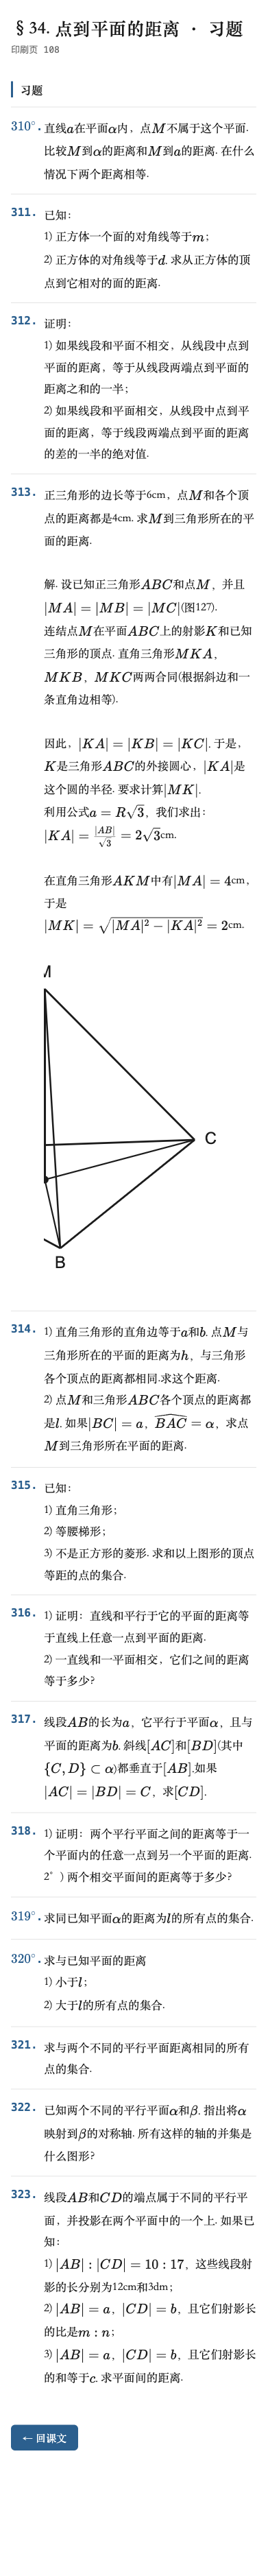 § 34. 点到平面的距离 · 习题
印刷页 108
习题
310°. 直线a在平面α内，点M不属于这个平面.
比较M到α的距离和M到a的距离. 在什么
情况下两个距离相等.
311. 已知：
1) 正方体一个面的对角线等于m；
2) 正方体的对角线等于d. 求从正方体的顶
点到它相对的面的距离.
312. 证明：
1) 如果线段和平面不相交，从线段中点到
平面的距离，等于从线段两端点到平面的
距离之和的一半；
2) 如果线段和平面相交，从线段中点到平
面的距离，等于线段两端点到平面的距离
的差的一半的绝对值.
313. 正三角形的边长等于6cm，点M和各个顶
点的距离都是4cm. 求M到三角形所在的平
面的距离.
解. 设已知正三角形ABC和点M，并且
|MA| = |MB| = |MC|(图127).
连结点M在平面ABC上的射影K和已知
三角形的顶点. 直角三角形MKA，
MKB，MKC两两合同(根据斜边和一
条直角边相等).
因此，|KA| = |KB| = |KC|. 于是，
K是三角形ABC的外接圆心，|KA|是
这个圆的半径. 要求计算|MK|.
利用公式a = R√3，我们求出：
|KA| = |AB|/√3 = 2√3cm.
在直角三角形AKM中有|MA| = 4cm，
于是
|MK| = √(|MA|² − |KA|²) = 2cm.
M
C
B
314. 1) 直角三角形的直角边等于a和b. 点M与
三角形所在的平面的距离为h，与三角形
各个顶点的距离都相同.求这个距离.
2) 点M和三角形ABC各个顶点的距离都
是l. 如果|BC| = a，∠BAC = α，求点
M到三角形所在平面的距离.
315. 已知：
1) 直角三角形；
2) 等腰梯形；
3) 不是正方形的菱形. 求和以上图形的顶点
等距的点的集合.
316. 1) 证明：直线和平行于它的平面的距离等
于直线上任意一点到平面的距离.
2) 一直线和一平面相交，它们之间的距离
等于多少?
317. 线段AB的长为a，它平行于平面α，且与
平面的距离为b. 斜线[AC]和[BD](其中
{C, D} ⊂ α)都垂直于[AB].如果
|AC| = |BD| = C，求[CD].
318. 1) 证明：两个平行平面之间的距离等于一
个平面内的任意一点到另一个平面的距离.
2°) 两个相交平面间的距离等于多少?
319°. 求同已知平面α的距离为l的所有点的集合.
320°. 求与已知平面的距离
1) 小于l；
2) 大于l的所有点的集合.
321. 求与两个不同的平行平面距离相同的所有
点的集合.
322. 已知两个不同的平行平面α和β. 指出将α
映射到β的对称轴. 所有这样的轴的并集是
什么图形?
323. 线段AB和CD的端点属于不同的平行平
面，并投影在两个平面中的一个上. 如果已
知：
1) |AB| : |CD| = 10 : 17，这些线段射
影的长分别为12cm和3dm；
2) |AB| = a，|CD| = b，且它们射影长
的比是m : n；
3) |AB| = a，|CD| = b，且它们射影长
的和等于c. 求平面间的距离.
← 回课文